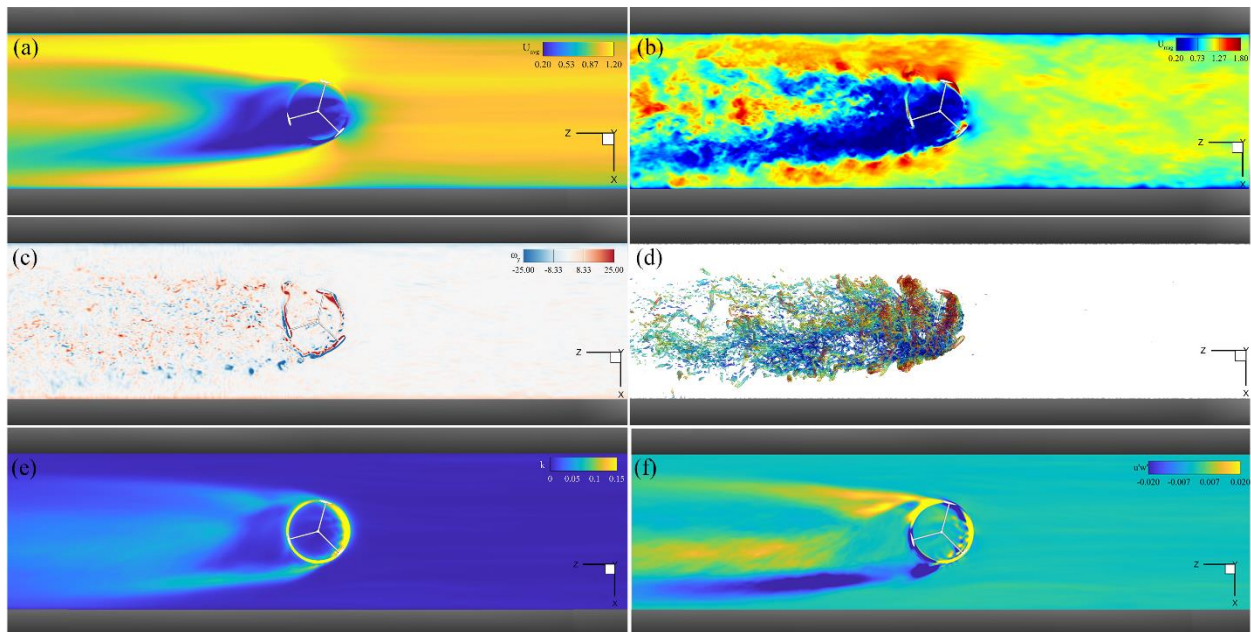 (a)
U_mag
0.20 0.53 0.87 1.20
Z Y
X
(b)
U_mag
0.20 0.73 1.27 1.80
Z Y
X
(c)
ω_y
-25.00 -8.33 8.33 25.00
Z Y
X
(d)
Z Y
X
(e)
k
0 0.05 0.10 0.15
Z Y
X
(f)
u'w'
-0.020 -0.007 0.007 0.020
Z Y
X